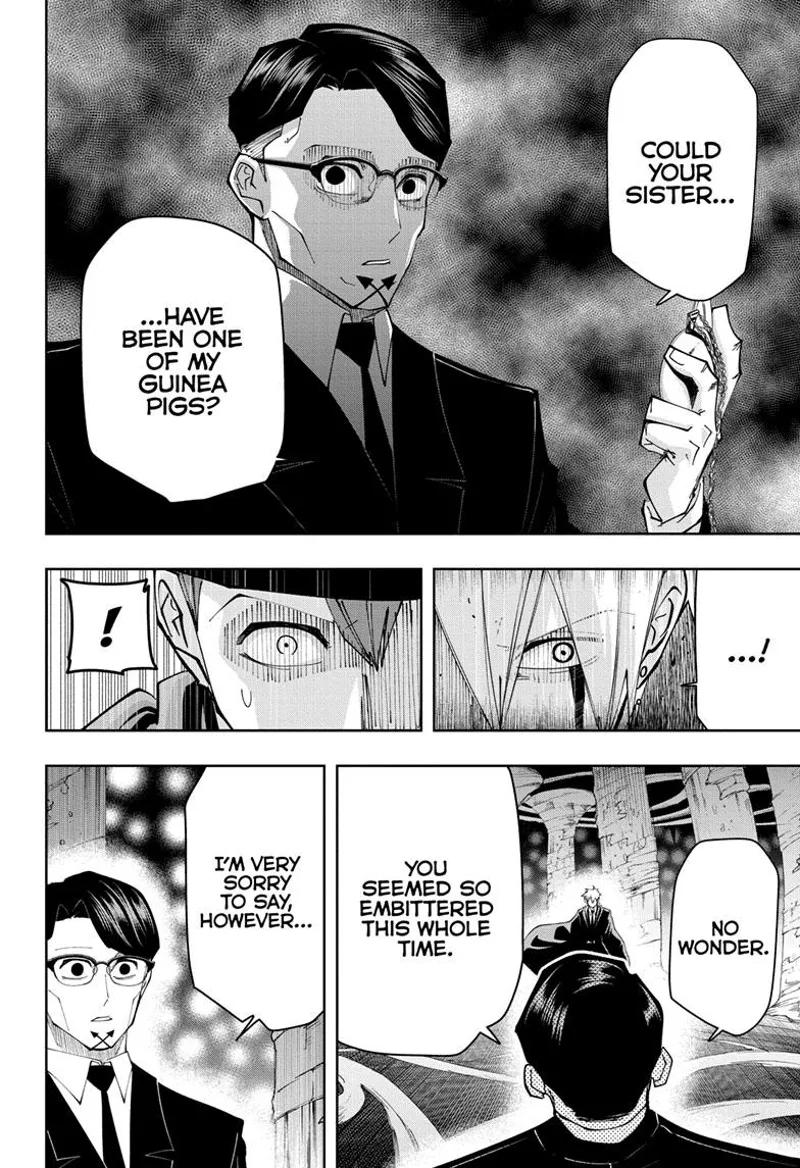 COULD
YOUR
SISTER...
...HAVE
BEEN ONE
OF MY
GUINEA
PIGS?
....!
!
NO
WONDER.
YOU
SEEMED SO
EMBITTERED
THIS WHOLE
TIME.
I'M VERY
SORRY
TO SAY,
HOWEVER...